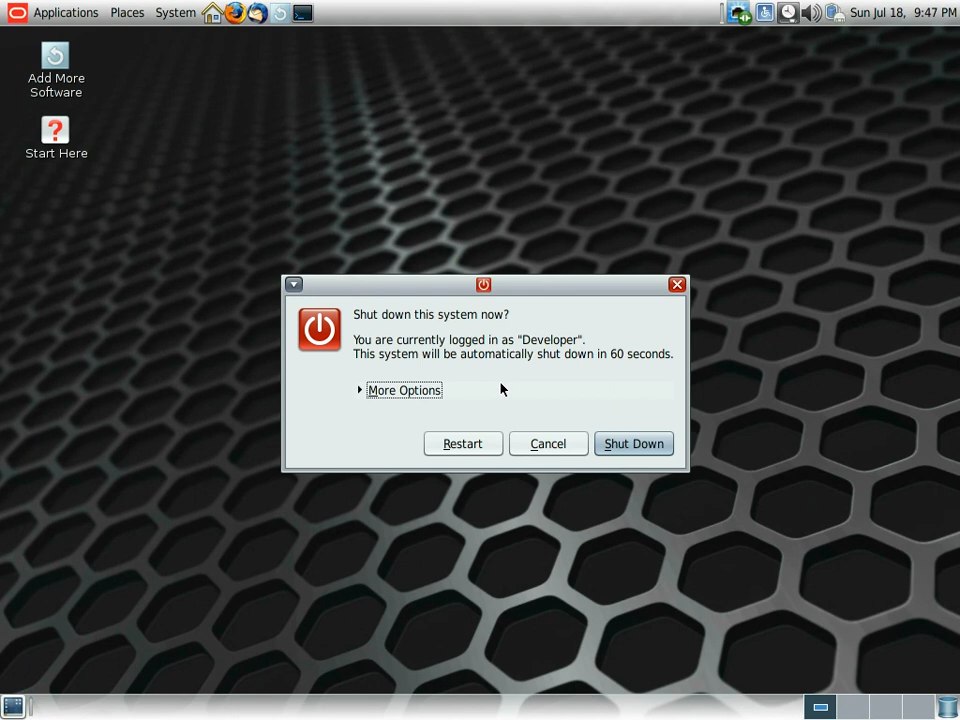 Applications Places System Sun Jul 18, 9:47 PM
Add More
Software
Start Here
Shut down this system now?
You are currently logged in as "Developer".
This system will be automatically shut down in 60 seconds.
More Options
Restart Cancel Shut Down